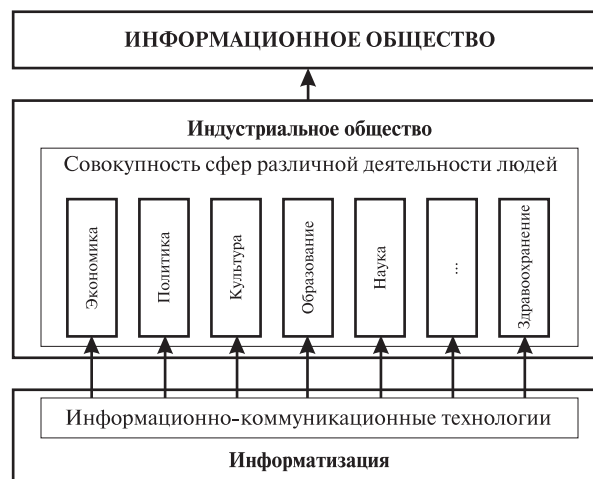 ИНФОРМАЦИОННОЕ ОБЩЕСТВО
Индустриальное общество
Совокупность сфер различной деятельности людей
Экономика
Политика
Культура
Образование
Наука
...
Здравоохранение
Информационно-коммуникационные технологии
Информатизация